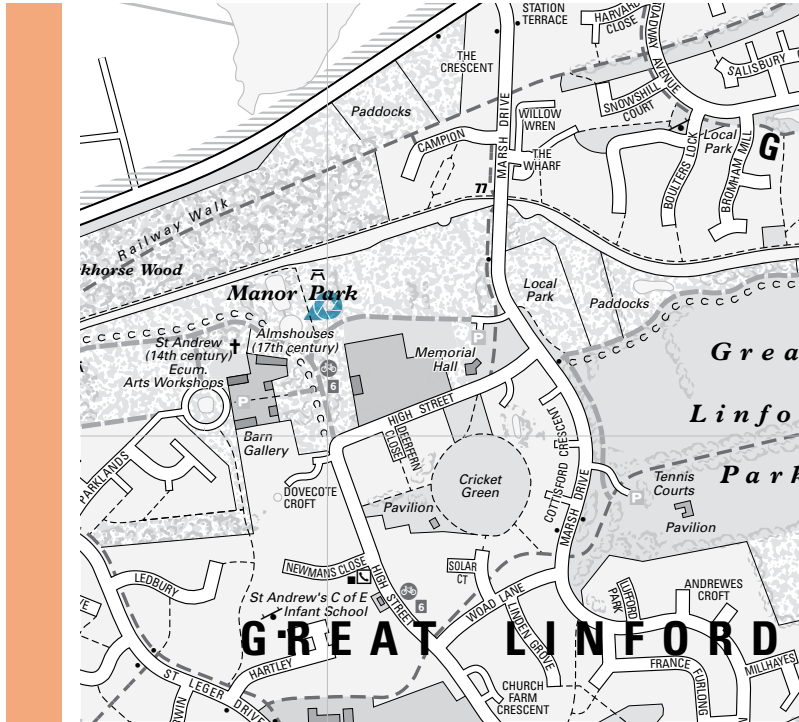 STATION
TERRACE
HARVARD
CLOSE
BROADWAY AVENUE
SALISBURY
THE
CRESCENT
SNOWSHILL
COURT
Paddocks
MARSH DRIVE
WILLOW
WREN
CAMPION
THE
WHARF
Local
Park
G
BOULTERS LOCK
BROMHAM MILL
77
Railway Walk
khorse Wood
Manor Park
Local
Park
Paddocks
St Andrew
(14th century)
Ecum.
Arts Workshops
Almshouses
(17th century)
P
Memorial
Hall
Grea
6
P
HIGH STREET
Linfo
Barn
Gallery
DEERFERN
CLOSE
COTTISFORD CRESCENT
PARKLANDS
Cricket
Green
Tennis
Courts
Park
DOVECOTE
CROFT
P
Pavilion
MARSH DRIVE
Pavilion
NEWMANS CLOSE
SOLAR
CT
LEDBURY
HIGH STREET
St Andrew's C of E
Infant School
6
WOAD LANE
LINDEN GROVE
LUFFORD
PARK
ANDREWES
CROFT
GREAT LINFORD
HARTLEY
FRANCE FURLONG
MILLHAYES
ST LEGER DRIVE
CHURCH
FARM
CRESCENT